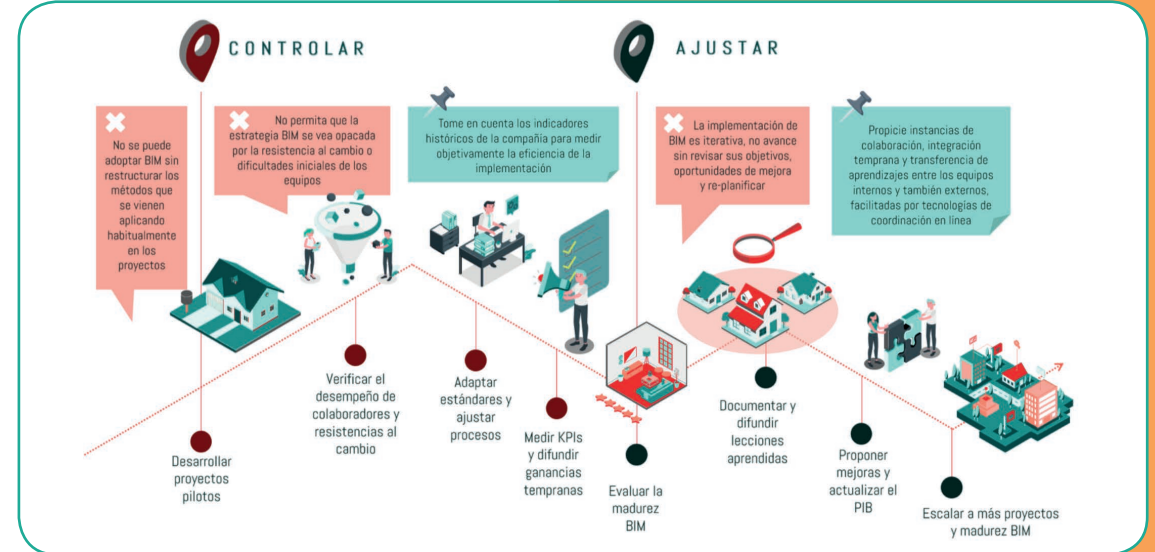 CONTROLAR
No se puede
adoptar BIM sin
restructurar los
métodos que
se vienen
aplicando
habitualmente
en los
proyectos
No permita que la
estrategia BIM se vea opacada
por la resistencia al cambio o
dificultades iniciales de los
equipos
Tome en cuenta los indicadores
históricos de la compañia para medir
objetivamente la eficiencia de la
implementación
Desarrollar
proyectos
pilotos
Verificar el
desempeño de
colaboradores y
resistencias al
cambio
Adaptar
estándares y
ajustar
procesos
Medir KPIs
y difundir
ganancias
tempranas
AJUSTAR
La implementación de
BIM es iterativa, no avance
sin revisar sus objetivos,
oportunidades de mejora
y re-planificar
Propicie instancias de
colaboración, integración
temprana y transferencia de
aprendizajes entre los equipos
internos y también externos,
facilitadas por tecnologías de
coordinación en línea
Evaluar la
madurez
BIM
Documentar y
difundir
lecciones
aprendidas
Proponer
mejoras y
actualizar el
PIB
Escalar a más proyectos
y madurez BIM